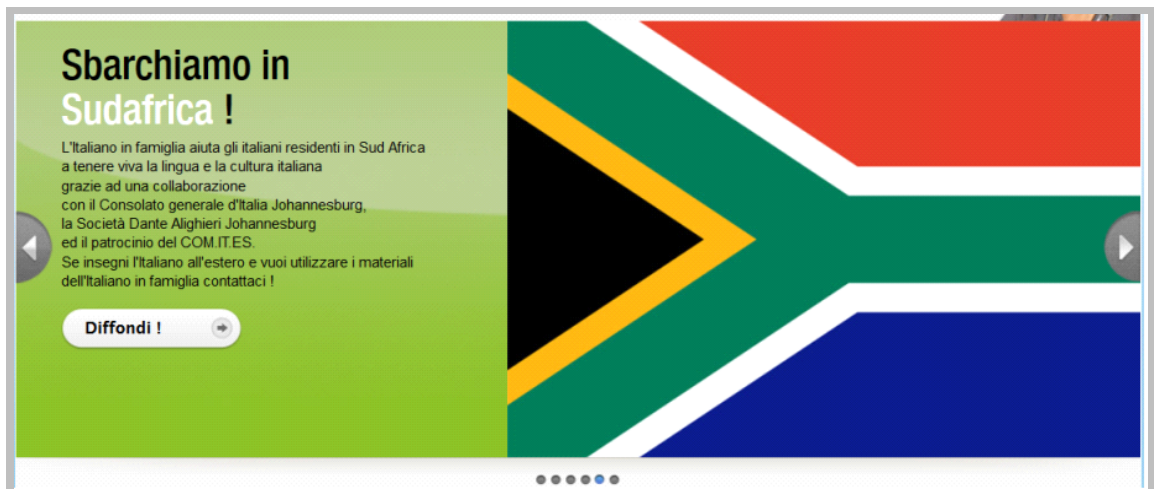 Sbarchiamo in
Sudafrica !
L'Italiano in famiglia aiuta gli italiani residenti in Sud Africa
a tenere viva la lingua e la cultura italiana
grazie ad una collaborazione
con il Consolato generale d'Italia Johannesburg,
la Società Dante Alighieri Johannesburg
ed il patrocinio del COM.IT.ES.
Se insegni l'Italiano all'estero e vuoi utilizzare i materiali
dell'Italiano in famiglia contattaci !
Diffondi !